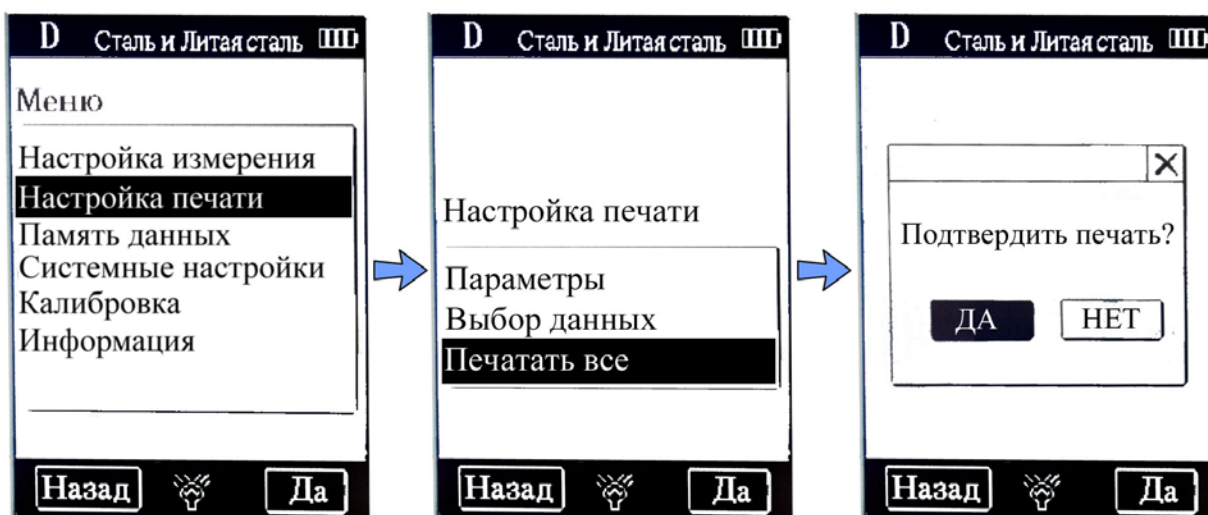 D Сталь и Литая сталь
Меню
Настройка измерения
Настройка печати
Память данных
Системные настройки
Калибровка
Информация
Назад Да
D Сталь и Литая сталь
Настройка печати
Параметры
Выбор данных
Печатать все
Назад Да
D Сталь и Литая сталь
Подтвердить печать?
ДА НЕТ
Назад Да